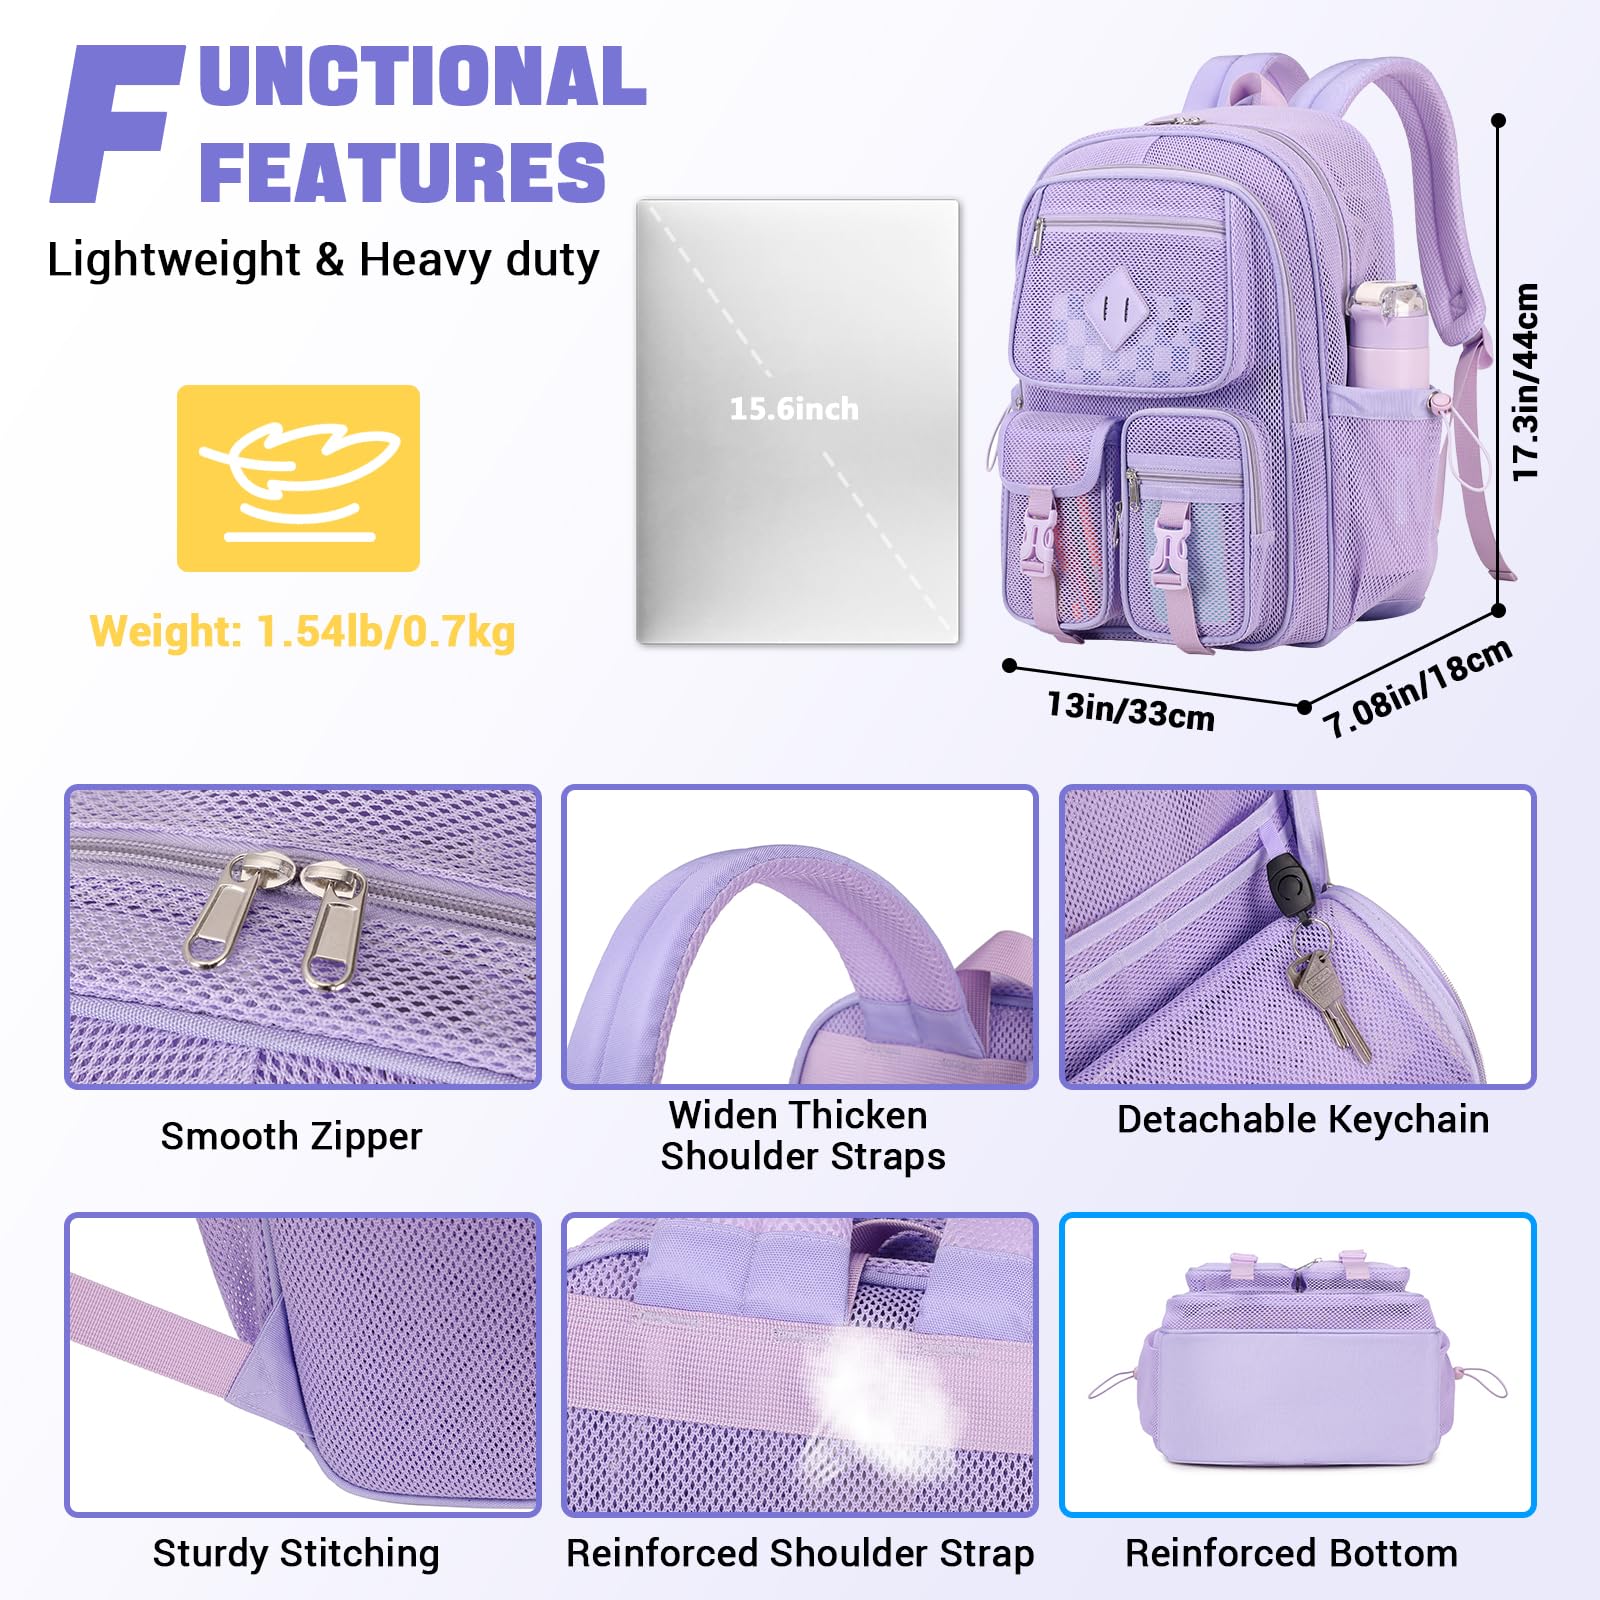 FUNCTIONAL
FEATURES
Lightweight & Heavy duty
15.6inch
17.3in/44cm
Weight: 1.54lb/0.7kg
13in/33cm
7.08in/18cm
Smooth Zipper
Widen Thicken
Shoulder Straps
Detachable Keychain
Sturdy Stitching
Reinforced Shoulder Strap
Reinforced Bottom